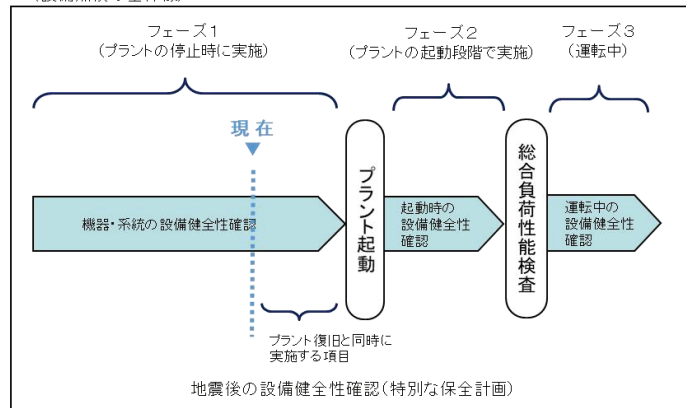 フェーズ1
(プラントの停止時に実施)
フェーズ2
(プラントの起動段階で実施)
フェーズ3
(運転中)
現在
機器・系統の設備健全性確認
プラント起動
起動時の
設備健全性
確認
総合負荷性能検査
運転中の
設備健全性
確認
プラント復旧と同時に
実施する項目
地震後の設備健全性確認(特別な保全計画)